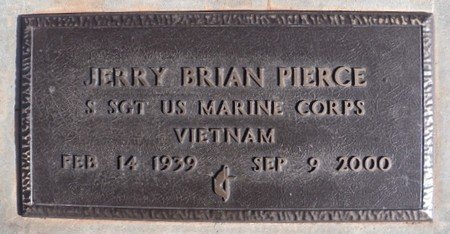 JERRY BRIAN PIERCE
S SGT US MARINE CORPS
VIETNAM
FEB 14 1939 SEP 9 2000